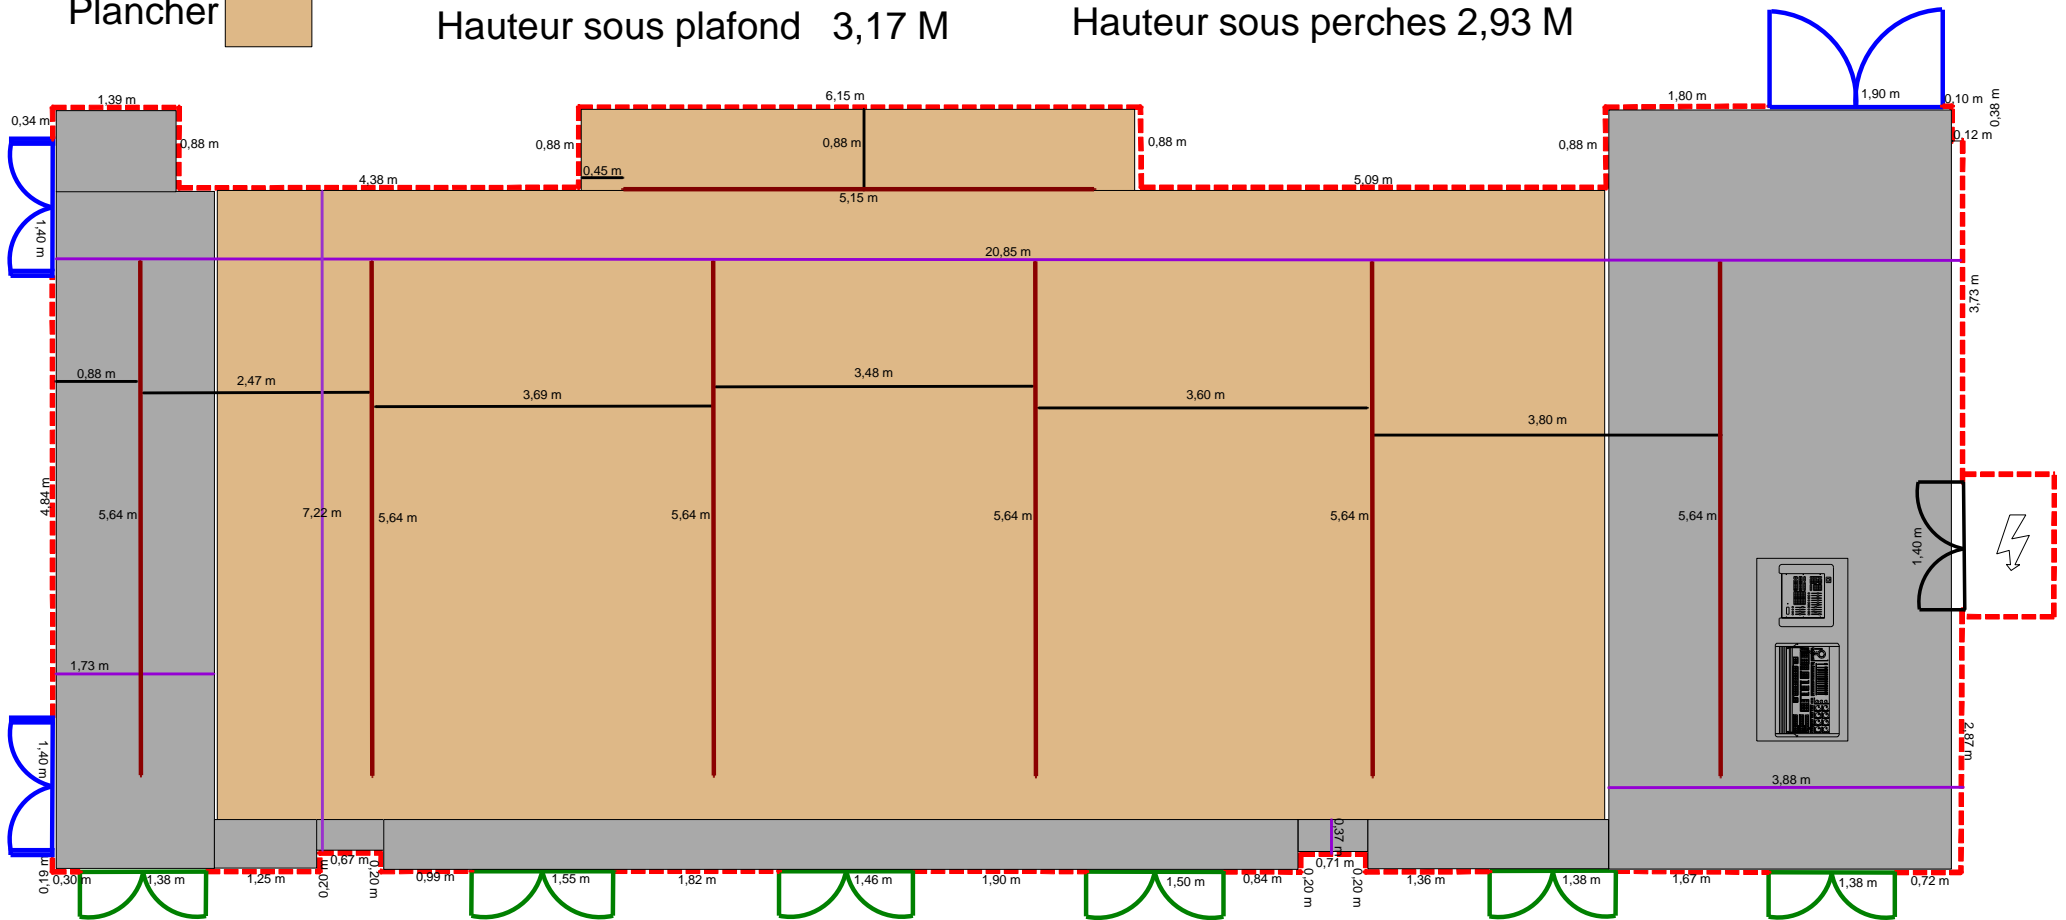 Plancher
Hauteur sous plafond 3,17 M
Hauteur sous perches 2,93 M
1,39 m
6,15 m
1,80 m
1,90 m
0,10 m
0,38 m
0,34 m
0,88 m
0,88 m
0,88 m
0,88 m
0,88 m
0,12 m
4,38 m
0,45 m
5,15 m
5,09 m
1,40 m
20,85 m
3,73 m
0,88 m
2,47 m
3,69 m
3,48 m
3,60 m
3,80 m
4,84 m
5,64 m
7,22 m
5,64 m
5,64 m
5,64 m
5,64 m
5,64 m
1,40 m
1,73 m
1,40 m
3,88 m
2,87 m
0,19 m
0,30 m
1,38 m
1,25 m
0,20 m
0,67 m
0,20 m
0,99 m
1,55 m
1,82 m
1,46 m
1,90 m
1,50 m
0,84 m
0,20 m
0,37 m
0,71 m
0,20 m
1,36 m
1,38 m
1,67 m
1,38 m
0,72 m